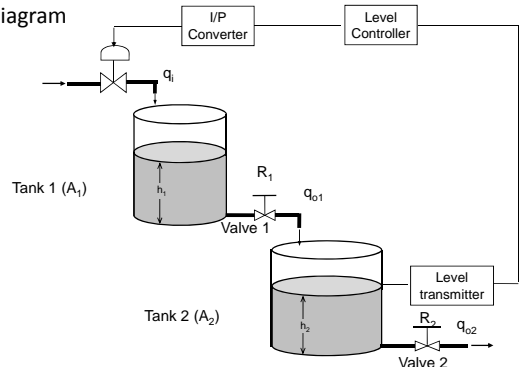 iagram
I/P
Converter
Level
Controller
qᵢ
R₁
Tank 1 (A₁)
h₁
qₒ₁
Valve 1
Level
transmitter
Tank 2 (A₂)
h₂
R₂
qₒ₂
Valve 2